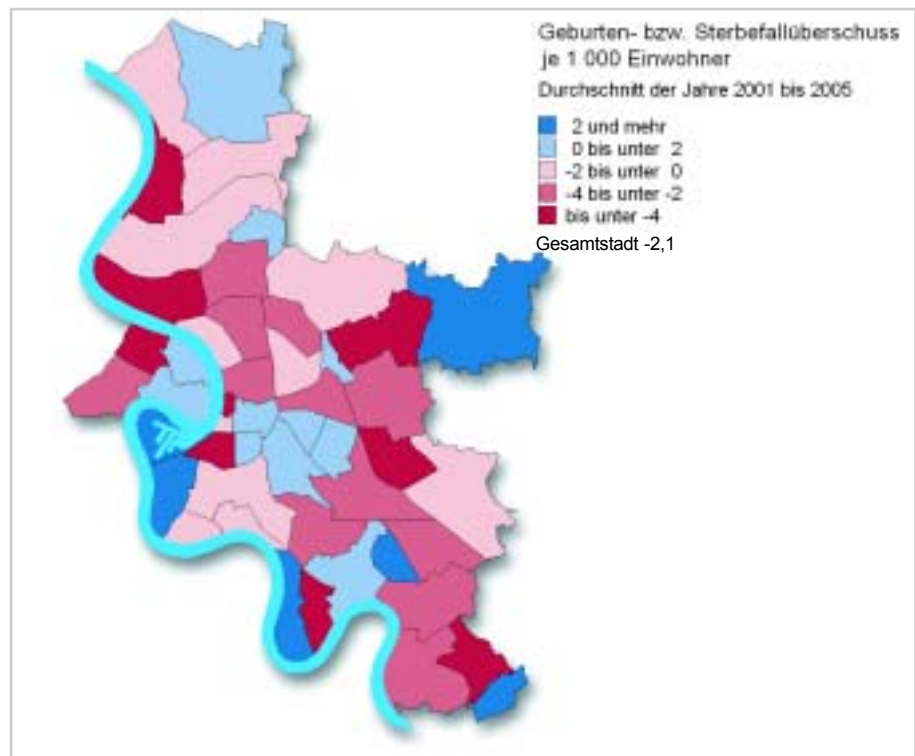 Geburten- bzw. Sterbefallüberschuss
je 1 000 Einwohner
Durchschnitt der Jahre 2001 bis 2005
2 und mehr
0 bis unter 2
-2 bis unter 0
-4 bis unter -2
bis unter -4
Gesamtstadt -2,1